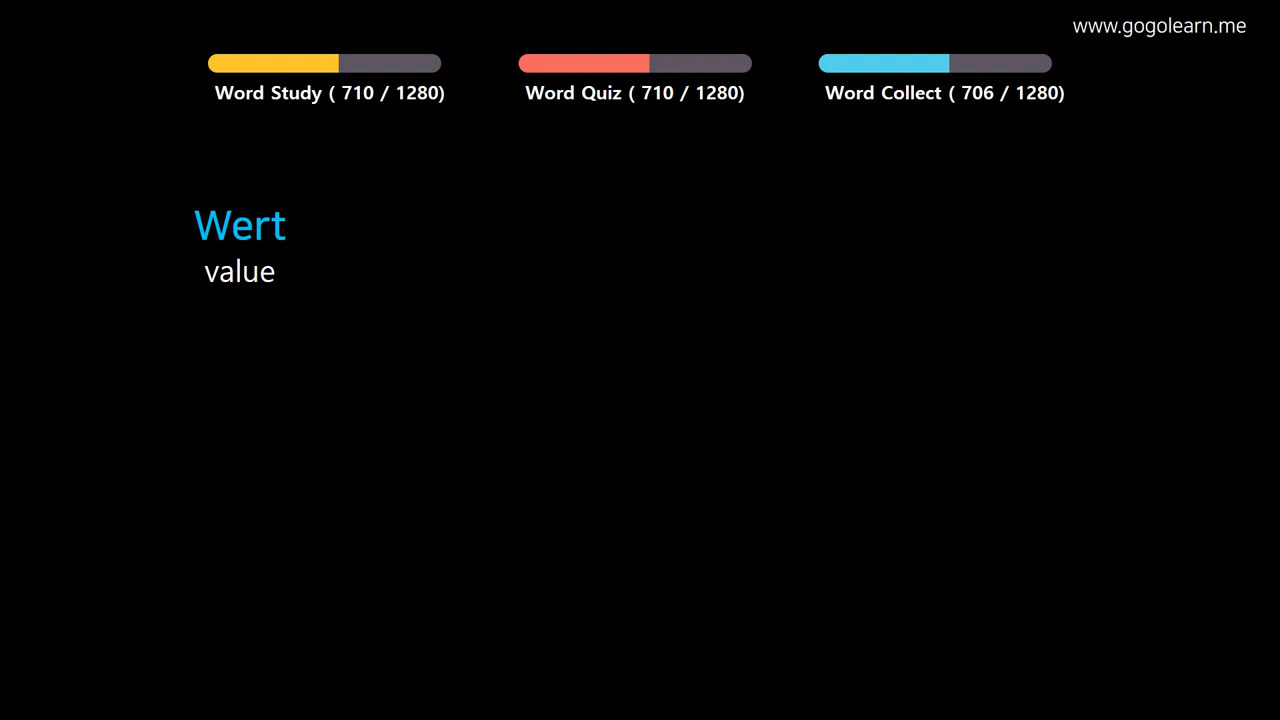 www.gogolearn.me
Word Study ( 710 / 1280)
Word Quiz ( 710 / 1280)
Word Collect ( 706 / 1280)
Wert
value